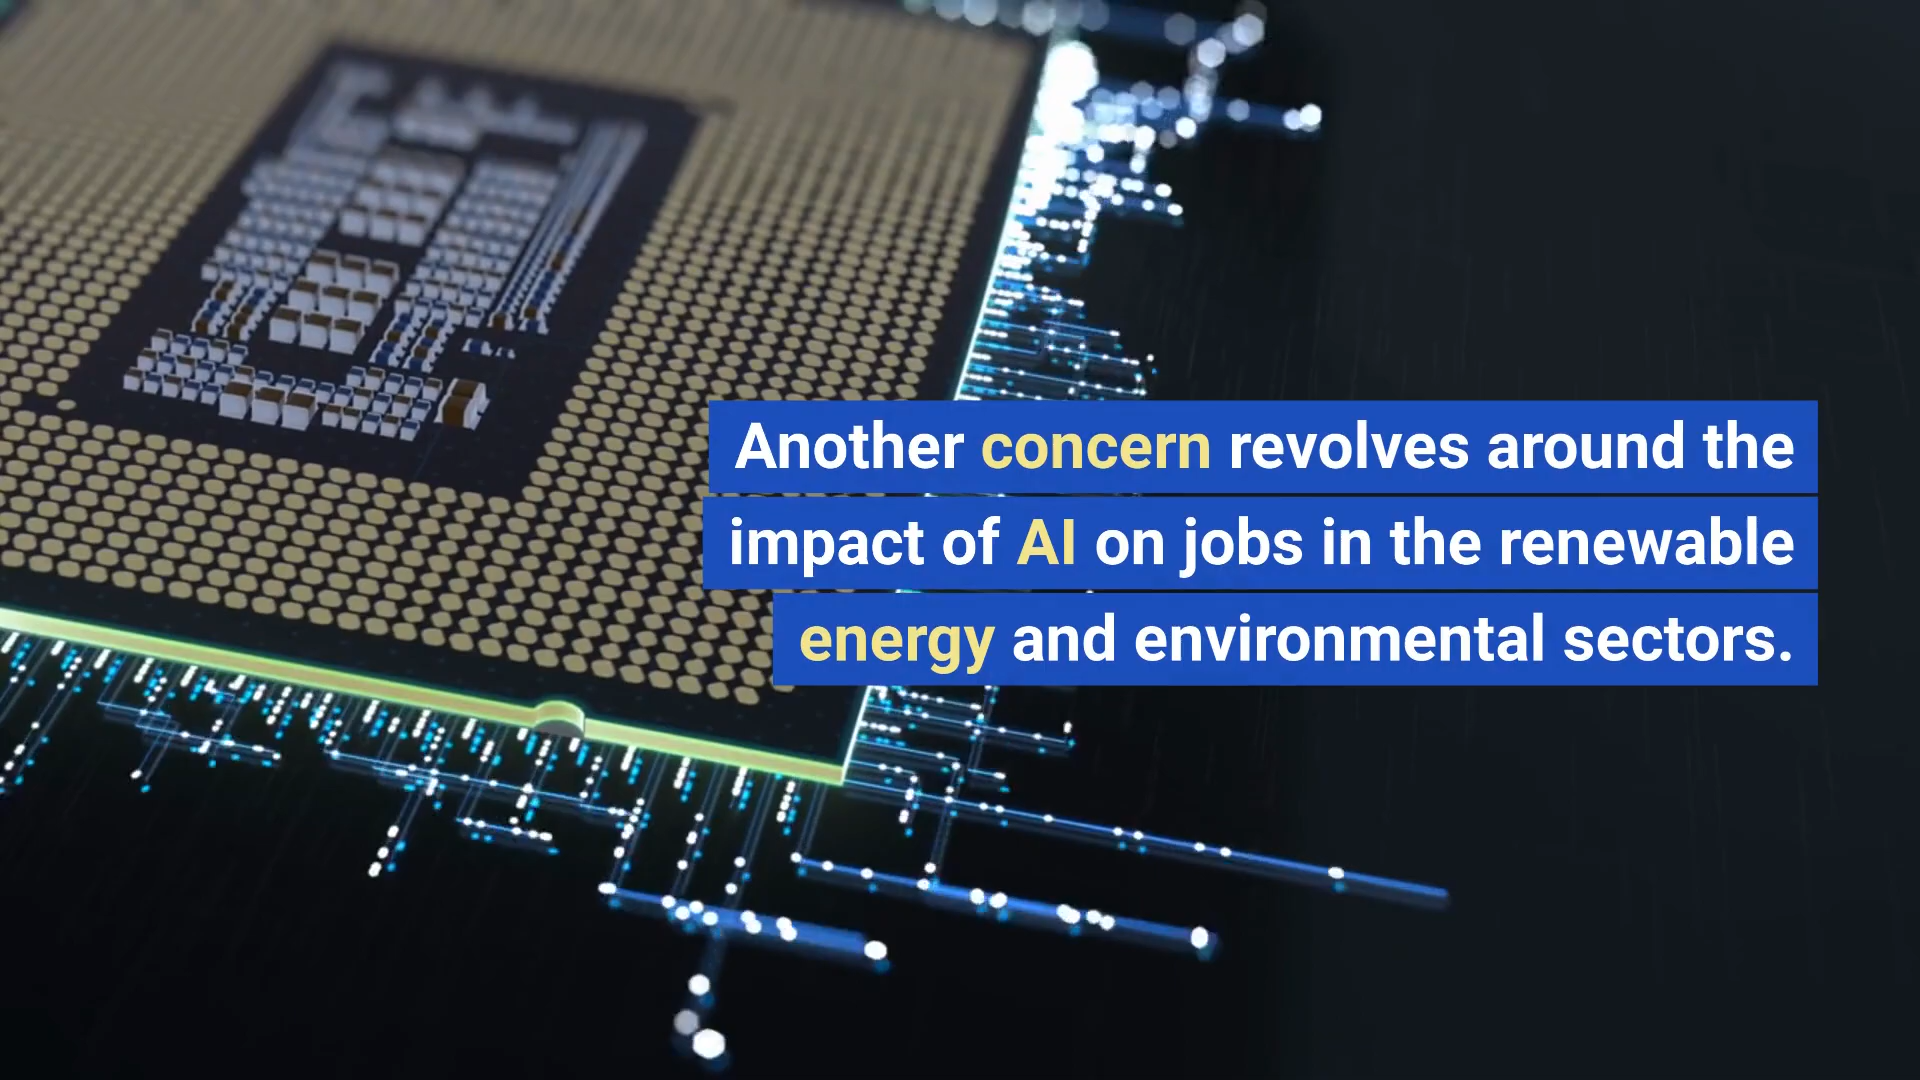 Another concern revolves around the
impact of AI on jobs in the renewable
energy and environmental sectors.